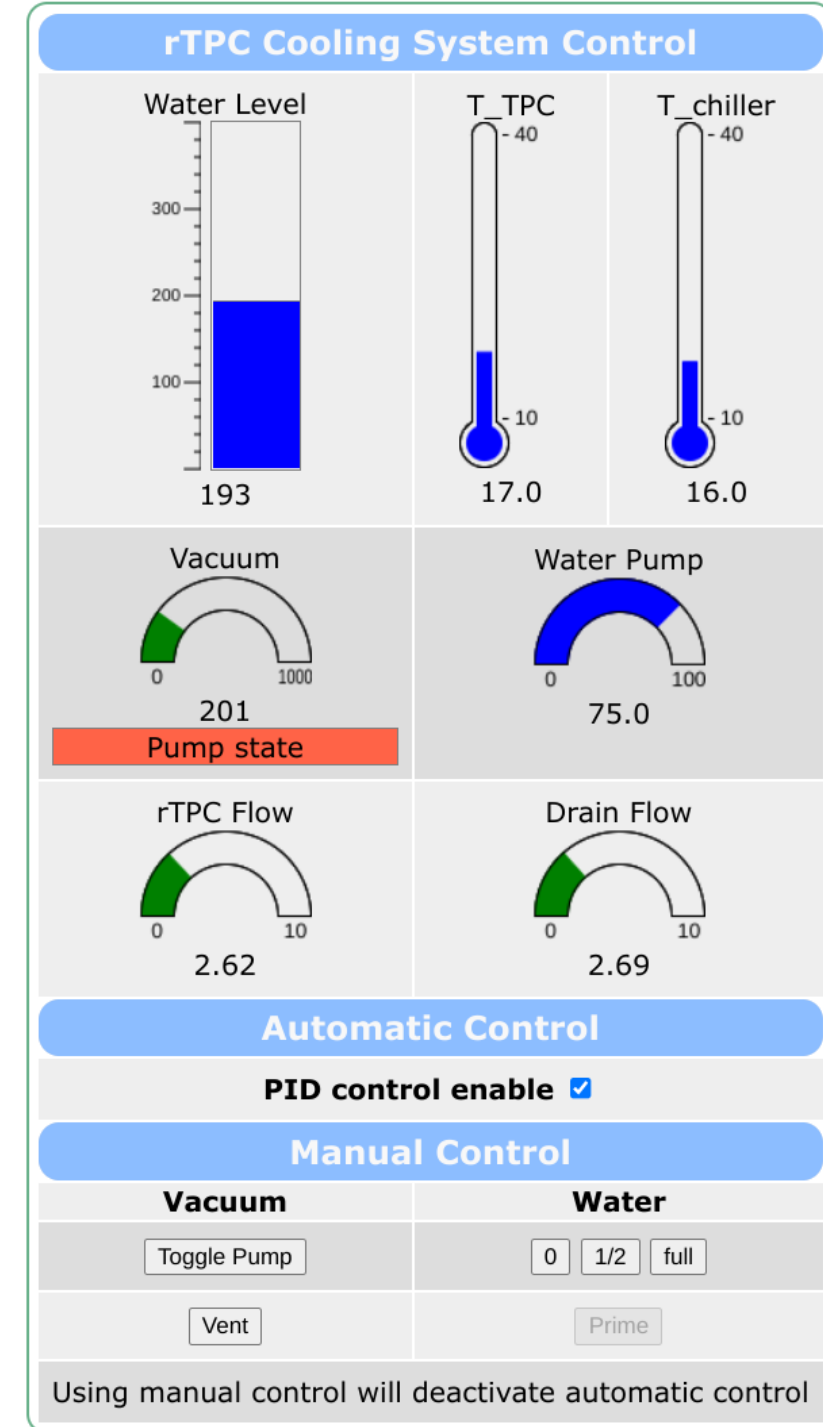 rTPC Cooling System Control
Water Level
300
200
100
193
T_TPC
- 40
- 10
17.0
T_chiller
- 40
- 10
16.0
Vacuum
0 1000
201
Pump state
Water Pump
0 100
75.0
rTPC Flow
0 10
2.62
Drain Flow
0 10
2.69
Automatic Control
PID control enable
Manual Control
Vacuum Water
Toggle Pump 0 1/2 full
Vent Prime
Using manual control will deactivate automatic control